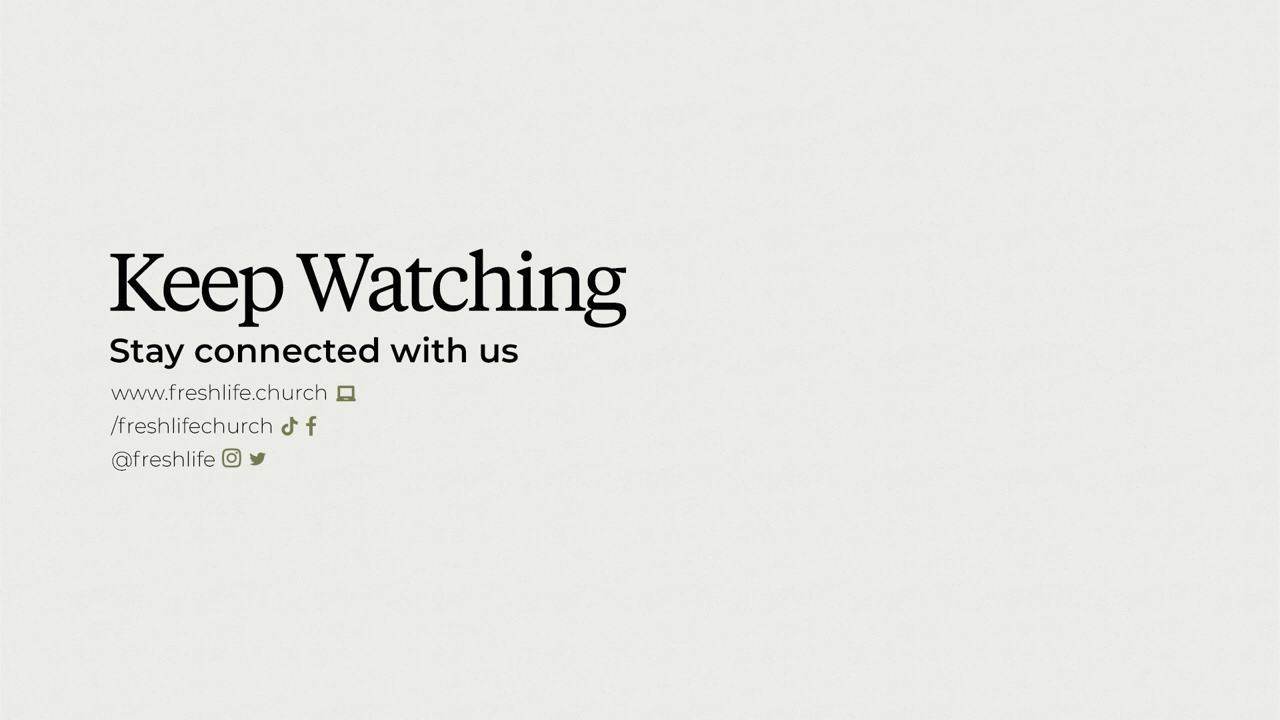 Keep Watching
Stay connected with us
www.freshlife.church
/freshlifechurch
@freshlife